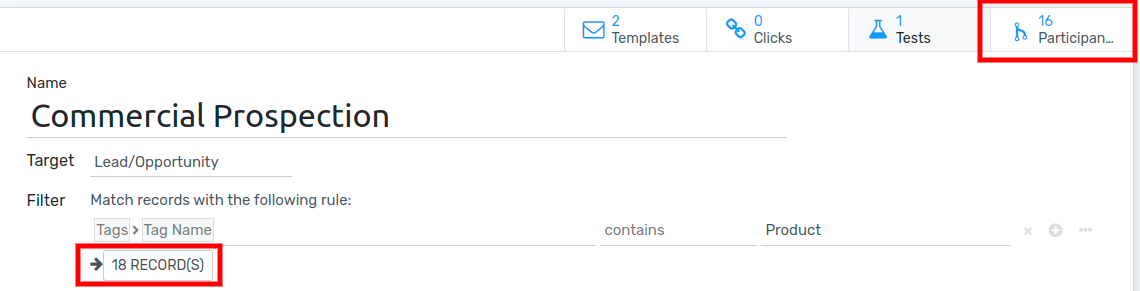 2
Templates
0
Clicks
1
Tests
16
Participan...
Name
Commercial Prospection
Target Lead/Opportunity
Filter Match records with the following rule:
Tags > Tag Name contains Product
18 RECORD(S)